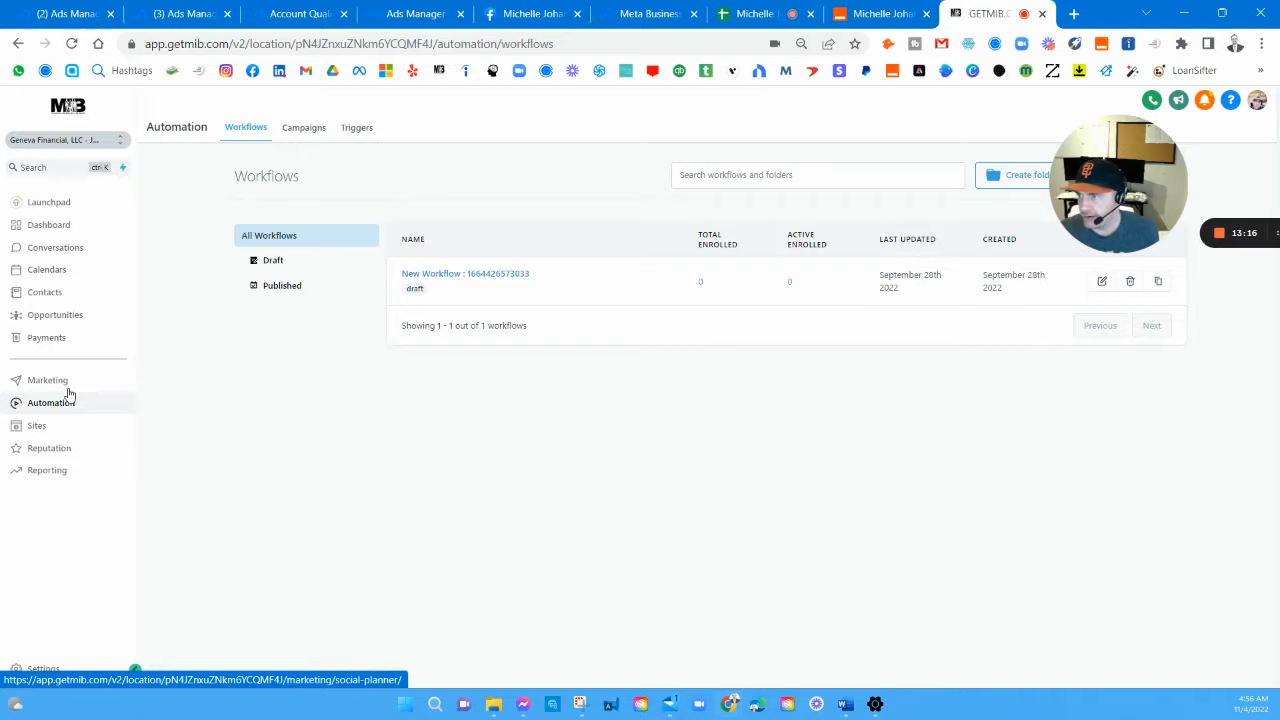 (2) Ads Manag
(3) Ads Manag
Account Quali
Ads Manager
Michelle Johan
Meta Business
Michelle J
Michelle Johan
GETMIB.C
app.getmib.com/v2/location/pN4JZnxuZNkm6YCQMF4J/automation/workflows
Hashtags
LoanSifter
M B
Geneva Financial, LLC - J...
Search
ctrl K
Launchpad
Dashboard
Conversations
Calendars
Contacts
Opportunities
Payments
Marketing
Automation
Sites
Reputation
Reporting
Settings
Automation
Workflows
Campaigns
Triggers
Workflows
Search workflows and folders
Create fold
All Workflows
Draft
Published
NAME
TOTAL
ENROLLED
ACTIVE
ENROLLED
LAST UPDATED
CREATED
New Workflow : 1664426573033
draft
0
0
September 28th
2022
September 28th
2022
Showing 1 - 1 out of 1 workflows
Previous
Next
13:16
https://app.getmib.com/v2/location/pN4JZnxuZNkm6YCQMF4J/marketing/social-planner/
4:56 AM
11/4/2022